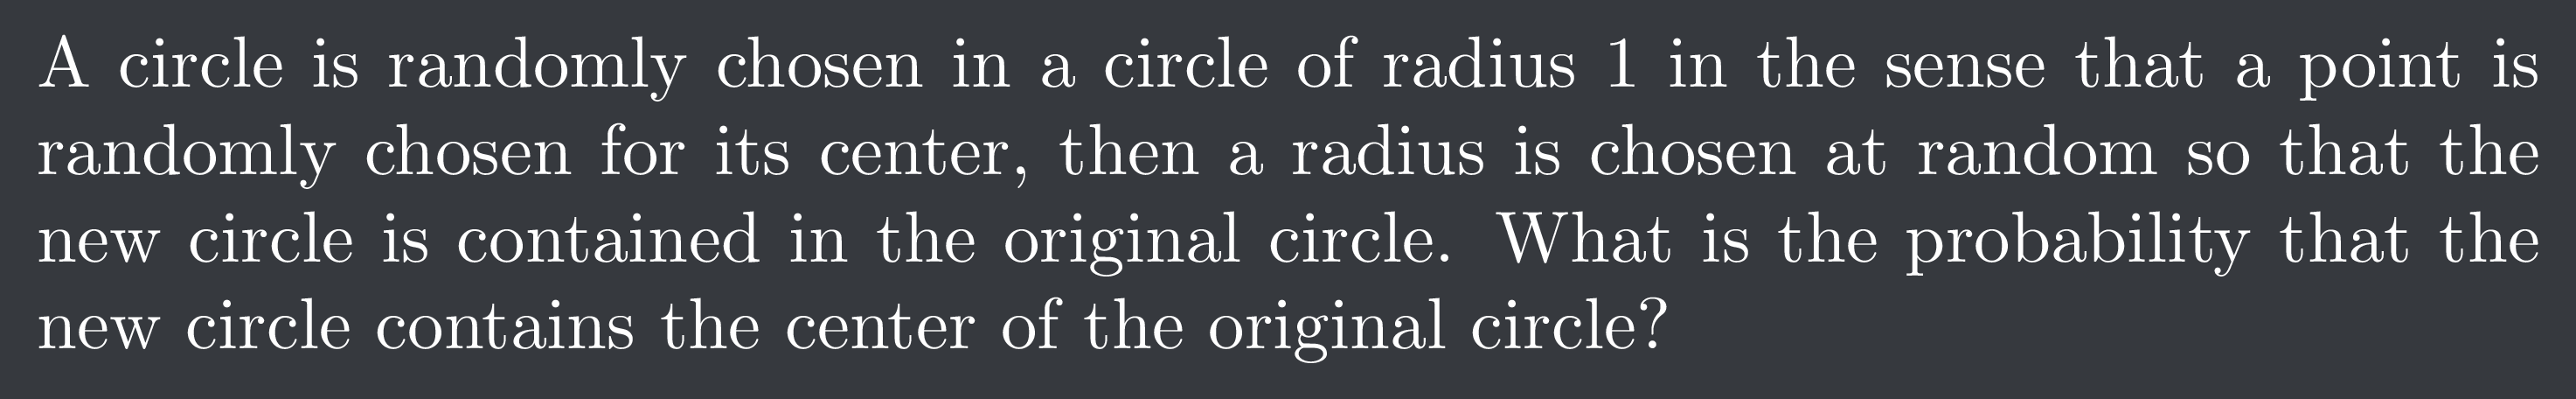 A circle is randomly chosen in a circle of radius 1 in the sense that a point is
randomly chosen for its center, then a radius is chosen at random so that the
new circle is contained in the original circle. What is the probability that the
new circle contains the center of the original circle?